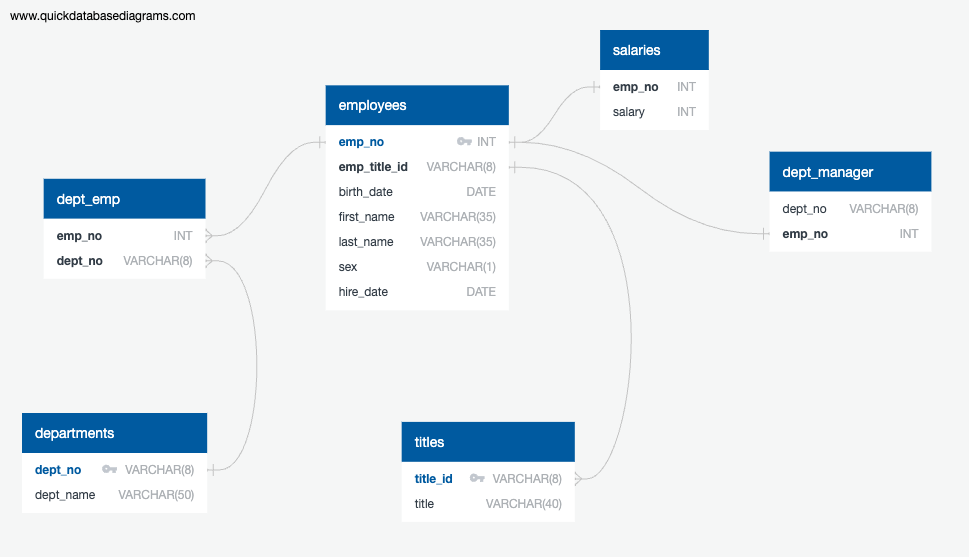 www.quickdatabasediagrams.com
salaries
emp_no INT
salary INT
employees
emp_no INT
emp_title_id VARCHAR(8)
birth_date DATE
first_name VARCHAR(35)
last_name VARCHAR(35)
sex VARCHAR(1)
hire_date DATE
dept_manager
dept_no VARCHAR(8)
emp_no INT
dept_emp
emp_no INT
dept_no VARCHAR(8)
departments
dept_no VARCHAR(8)
dept_name VARCHAR(50)
titles
title_id VARCHAR(8)
title VARCHAR(40)